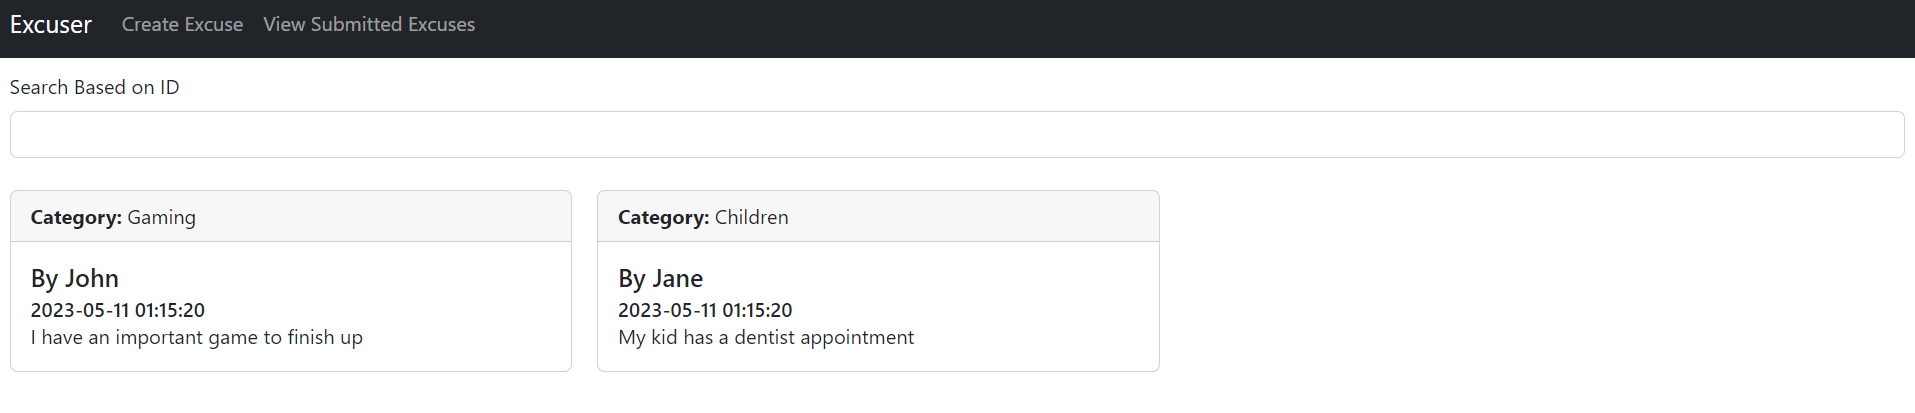 Excuser Create Excuse View Submitted Excuses
Search Based on ID
Category: Gaming
By John
2023-05-11 01:15:20
I have an important game to finish up
Category: Children
By Jane
2023-05-11 01:15:20
My kid has a dentist appointment